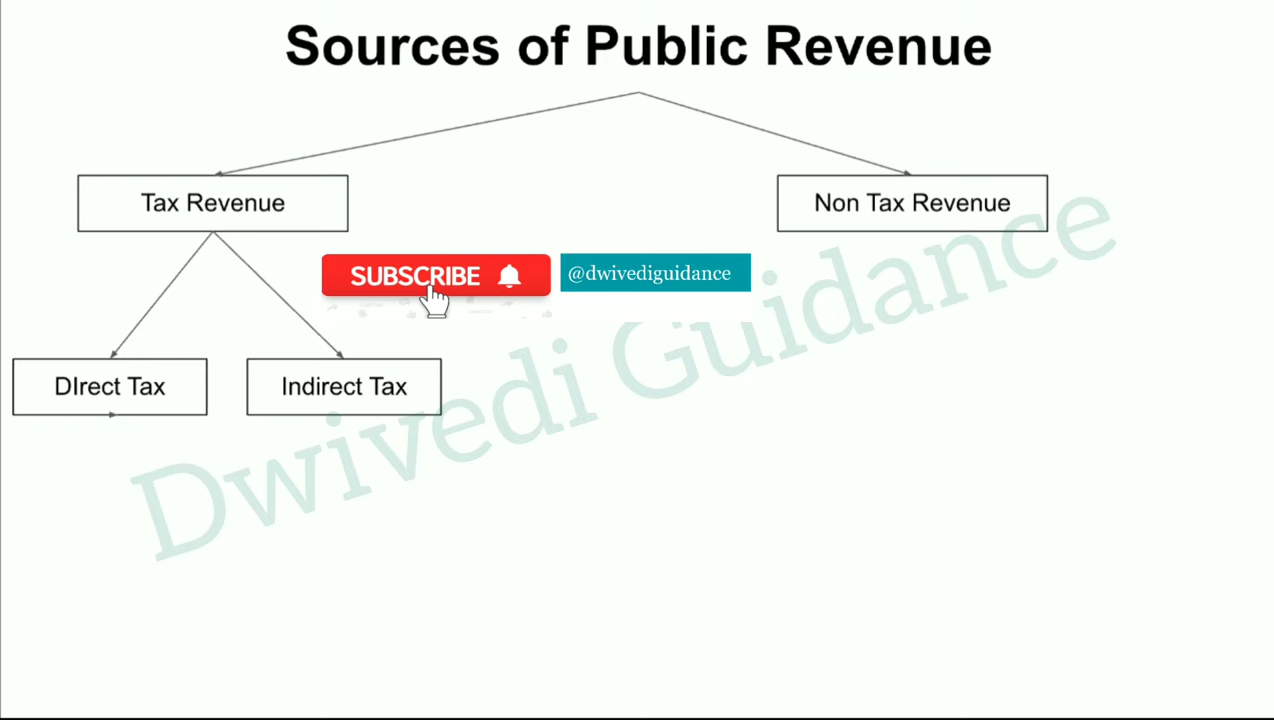 Sources of Public Revenue
Tax Revenue
Non Tax Revenue
SUBSCRIBE
@dwivediguidance
DIrect Tax
Indirect Tax
Dwivedi Guidance